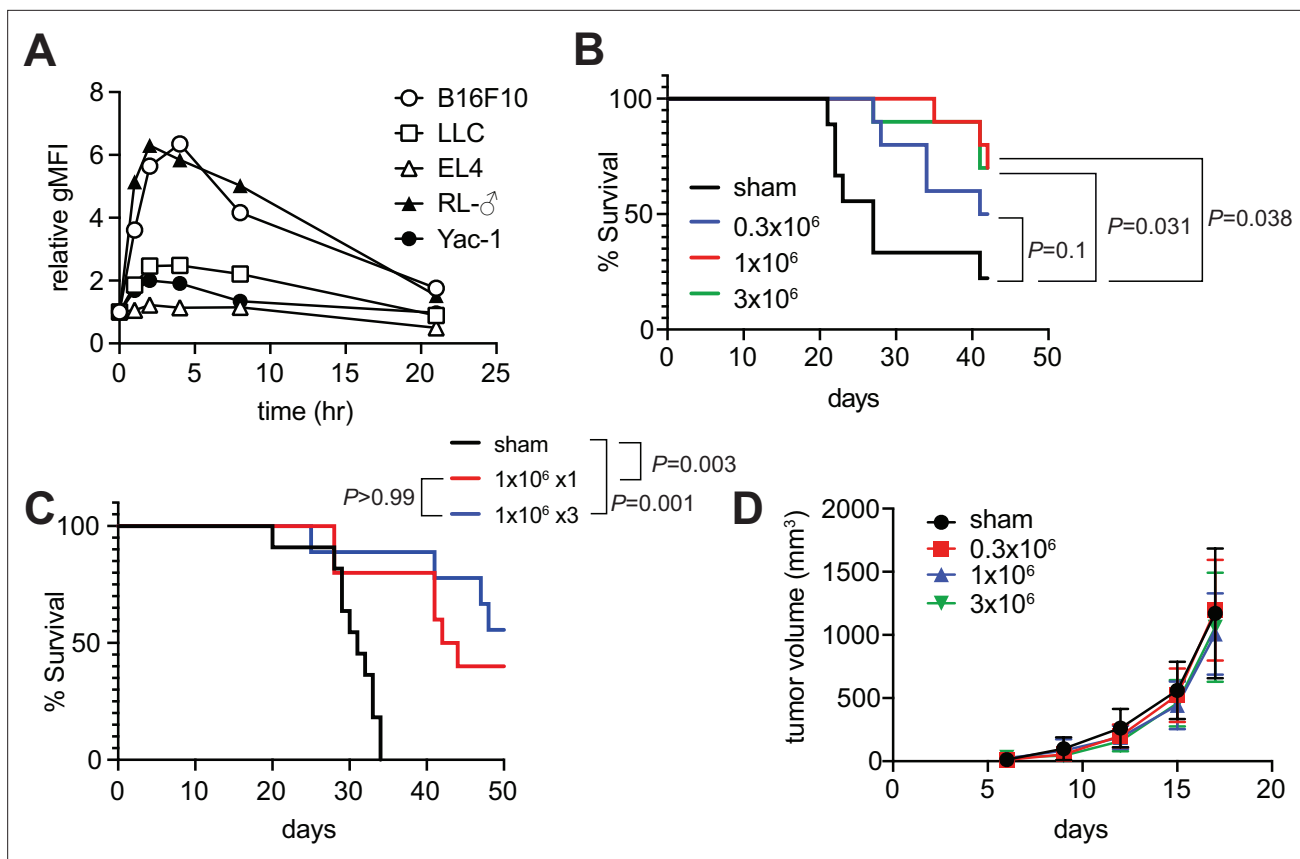 A
8
6
4
2
0
relative gMFI
0 5 10 15 20 25
time (hr)
B16F10
LLC
EL4
RL-♂
Yac-1
B
100
50
0
% Survival
sham
0.3x10⁶
1x10⁶
3x10⁶
P=0.1
P=0.031
P=0.038
0 10 20 30 40 50
days
C
sham
1x10⁶ x1
1x10⁶ x3
P>0.99
P=0.003
P=0.001
100
50
0
% Survival
0 10 20 30 40 50
days
D
2000
1500
1000
500
0
tumor volume (mm³)
sham
0.3x10⁶
1x10⁶
3x10⁶
0 5 10 15 20
days